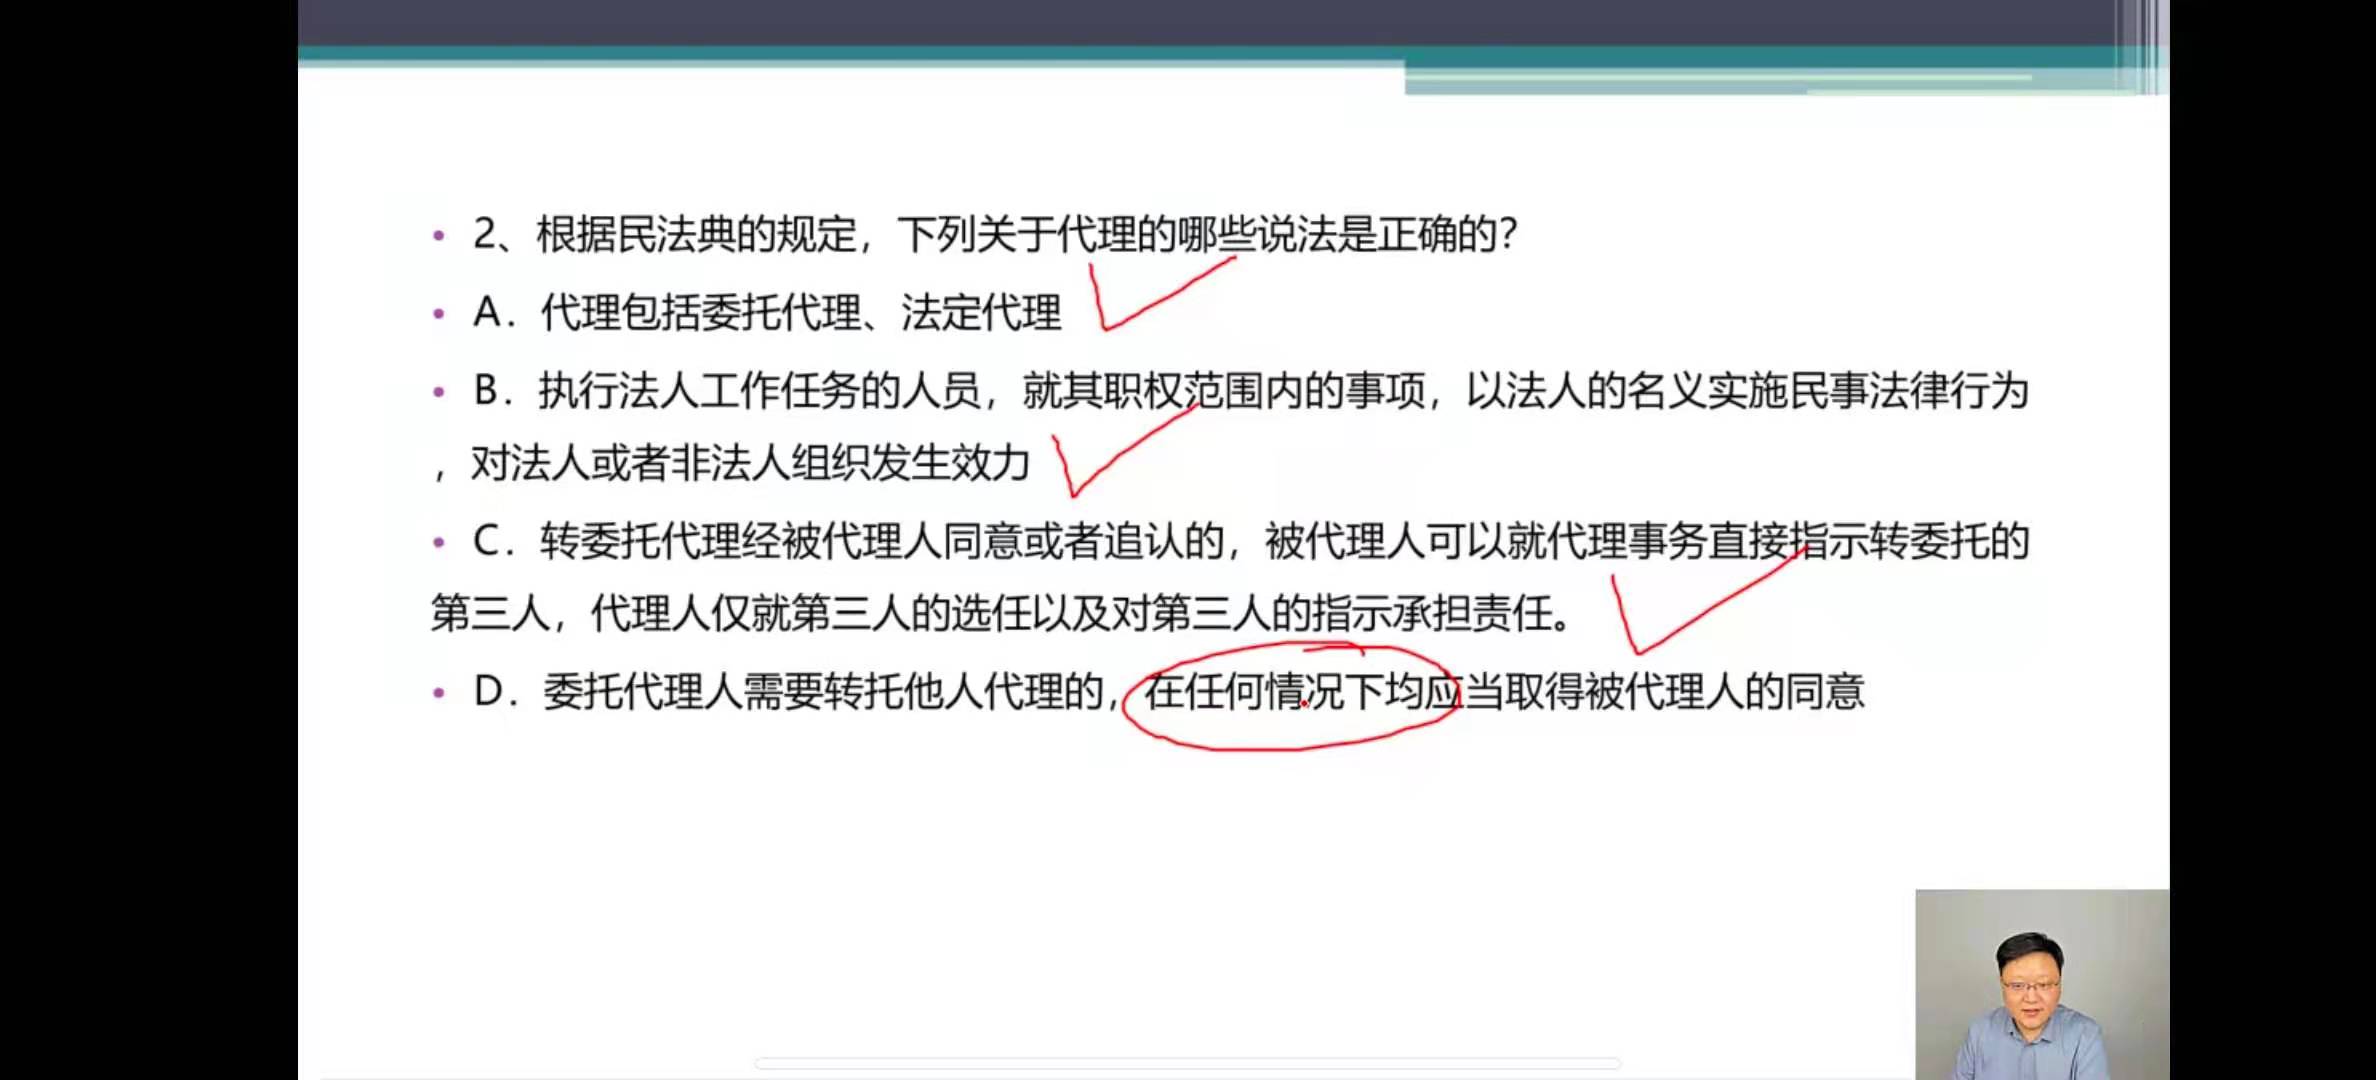 2、根据民法典的规定，下列关于代理的哪些说法是正确的？
A．代理包括委托代理、法定代理
B．执行法人工作任务的人员，就其职权范围内的事项，以法人的名义实施民事法律行为
，对法人或者非法人组织发生效力
C．转委托代理经被代理人同意或者追认的，被代理人可以就代理事务直接指示转委托的
第三人，代理人仅就第三人的选任以及对第三人的指示承担责任。
D．委托代理人需要转托他人代理的，在任何情况下均应当取得被代理人的同意